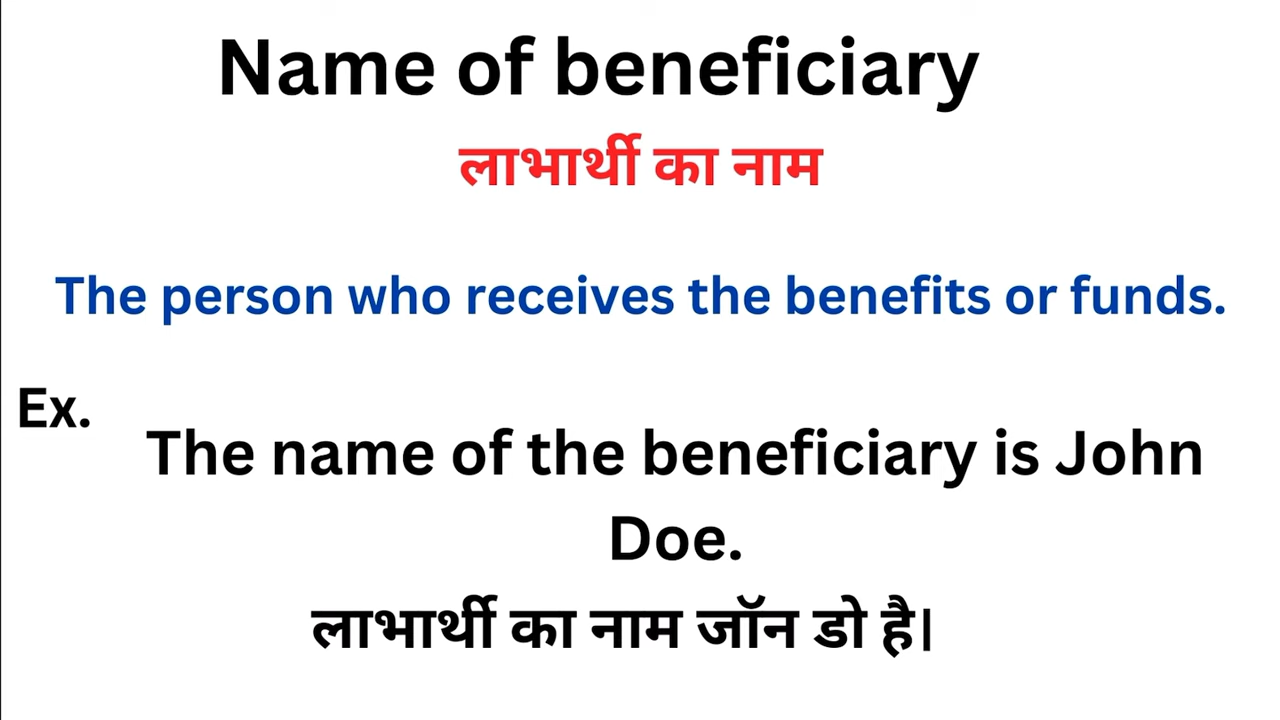 Name of beneficiary
लाभार्थी का नाम
The person who receives the benefits or funds.
Ex.
The name of the beneficiary is John
Doe.
लाभार्थी का नाम जॉन डो है।